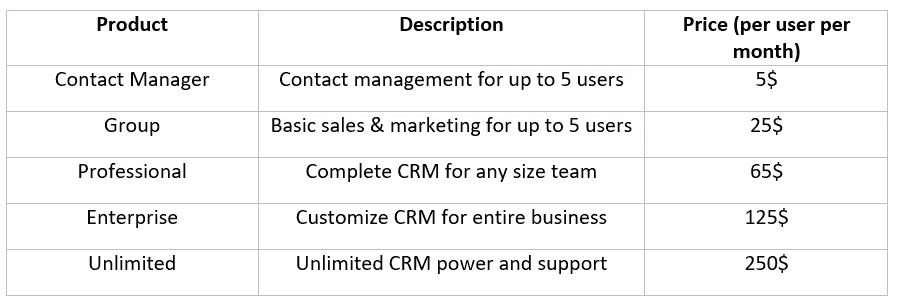 Product Description Price (per user per
month)
Contact Manager Contact management for up to 5 users 5$
Group Basic sales & marketing for up to 5 users 25$
Professional Complete CRM for any size team 65$
Enterprise Customize CRM for entire business 125$
Unlimited Unlimited CRM power and support 250$